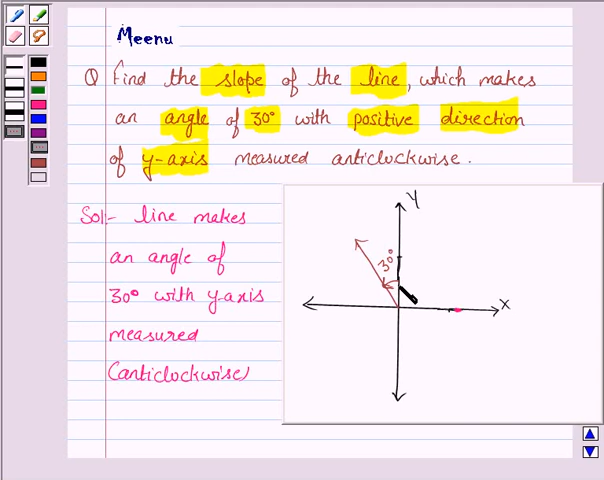 Meenu
Q Find the slope of the line, which makes
an angle of 30° with positive direction
of y-axis measured anticlockwise.
Sol:- line makes
an angle of
30° with y-axis
measured
(anticlockwise)
Y
30°
X